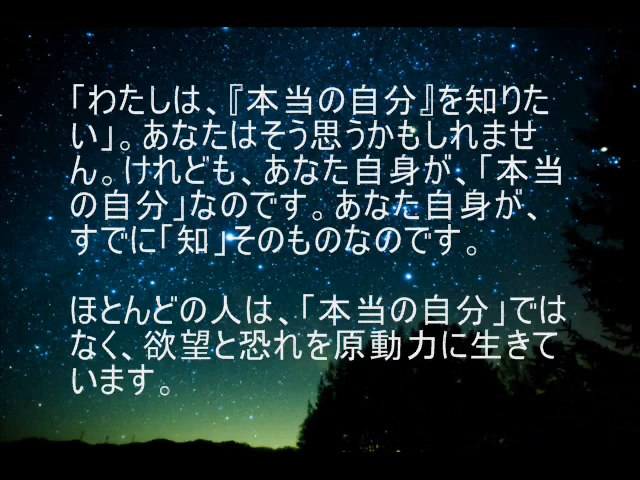 「わたしは、『本当の自分』を知りた
い」。あなたはそう思うかもしれませ
ん。けれども、あなた自身が、「本当
の自分」なのです。あなた自身が、
すでに「知」そのものなのです。
ほとんどの人は、「本当の自分」では
なく、欲望と恐れを原動力に生きて
います。